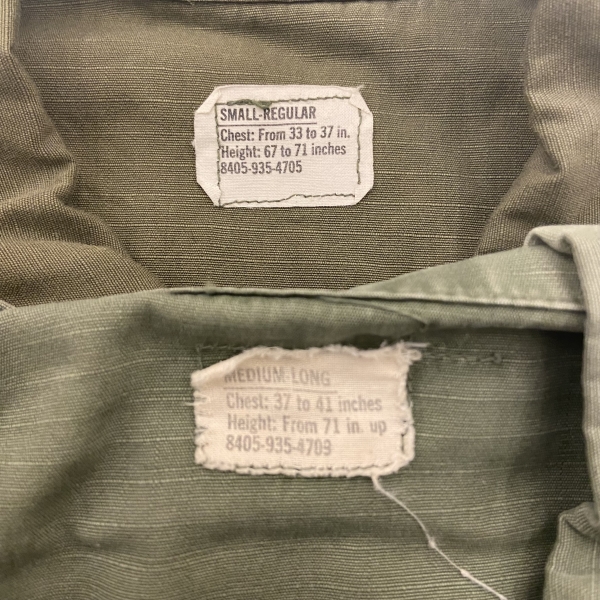 SMALL-REGULAR
Chest: From 33 to 37 in.
Height: 67 to 71 inches
8405-935-4705
MEDIUM-LONG
Chest: 37 to 41 inches
Height: From 71 in. up
8405-935-4709